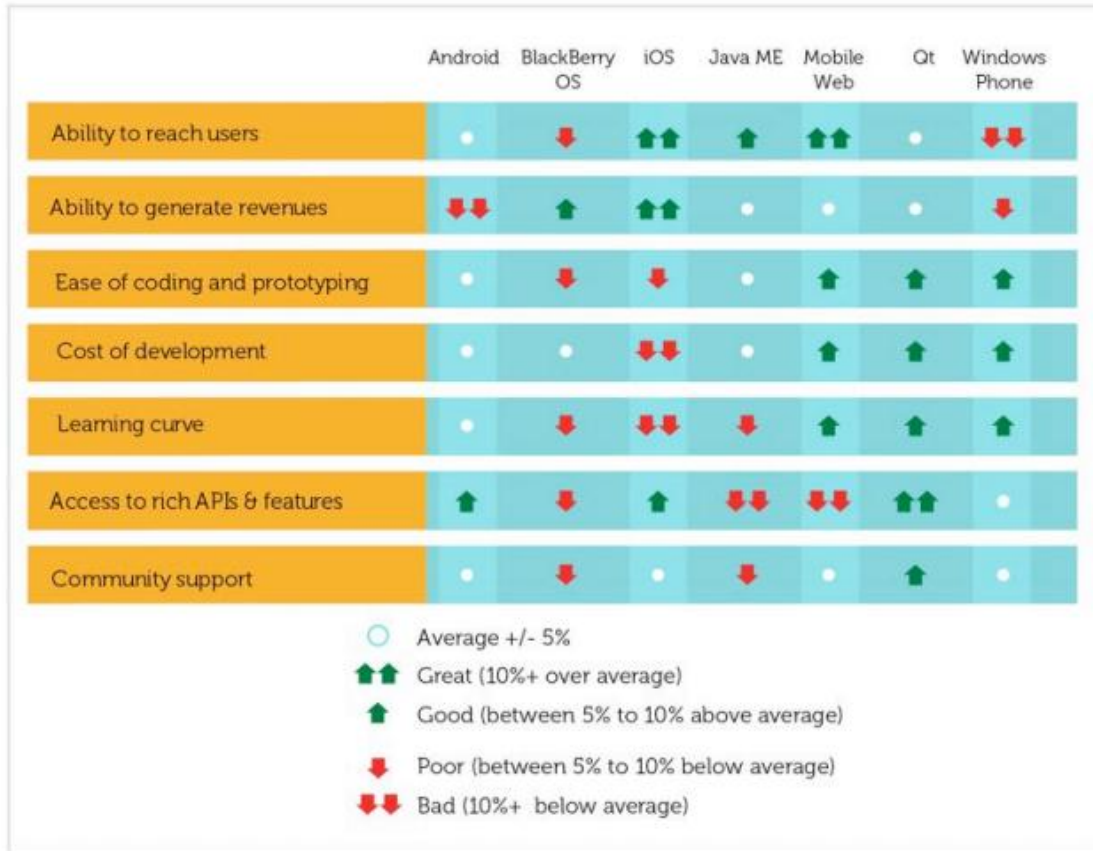 Android BlackBerry OS iOS Java ME Mobile Web Qt Windows Phone
Ability to reach users
Ability to generate revenues
Ease of coding and prototyping
Cost of development
Learning curve
Access to rich APIs & features
Community support
Average +/- 5%
Great (10%+ over average)
Good (between 5% to 10% above average)
Poor (between 5% to 10% below average)
Bad (10%+ below average)